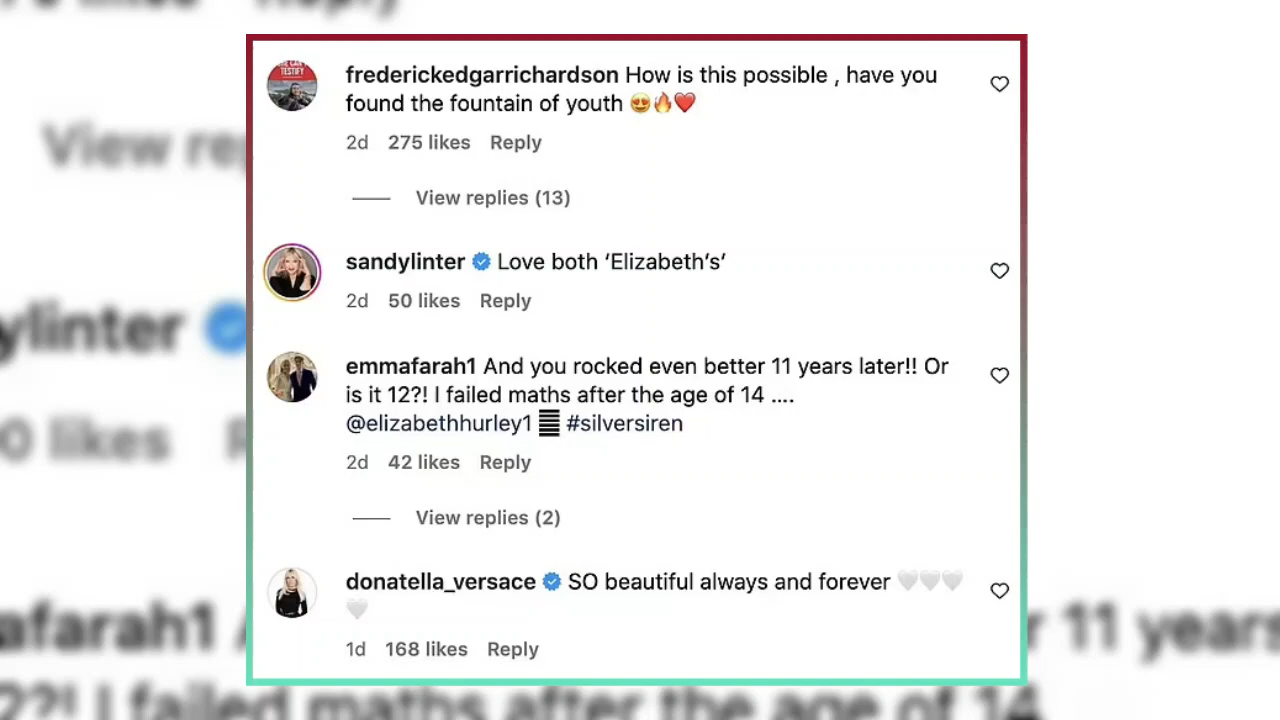 frederickedgarrichardson How is this possible , have you
found the fountain of youth 😍🔥❤️
2d 275 likes Reply
View replies (13)
sandylinter Love both ‘Elizabeth’s’
2d 50 likes Reply
emmafarah1 And you rocked even better 11 years later!! Or
is it 12?! I failed maths after the age of 14 ....
@elizabethhurley1 #silversiren
2d 42 likes Reply
View replies (2)
donatella_versace SO beautiful always and forever 🤍🤍🤍
🤍
1d 168 likes Reply